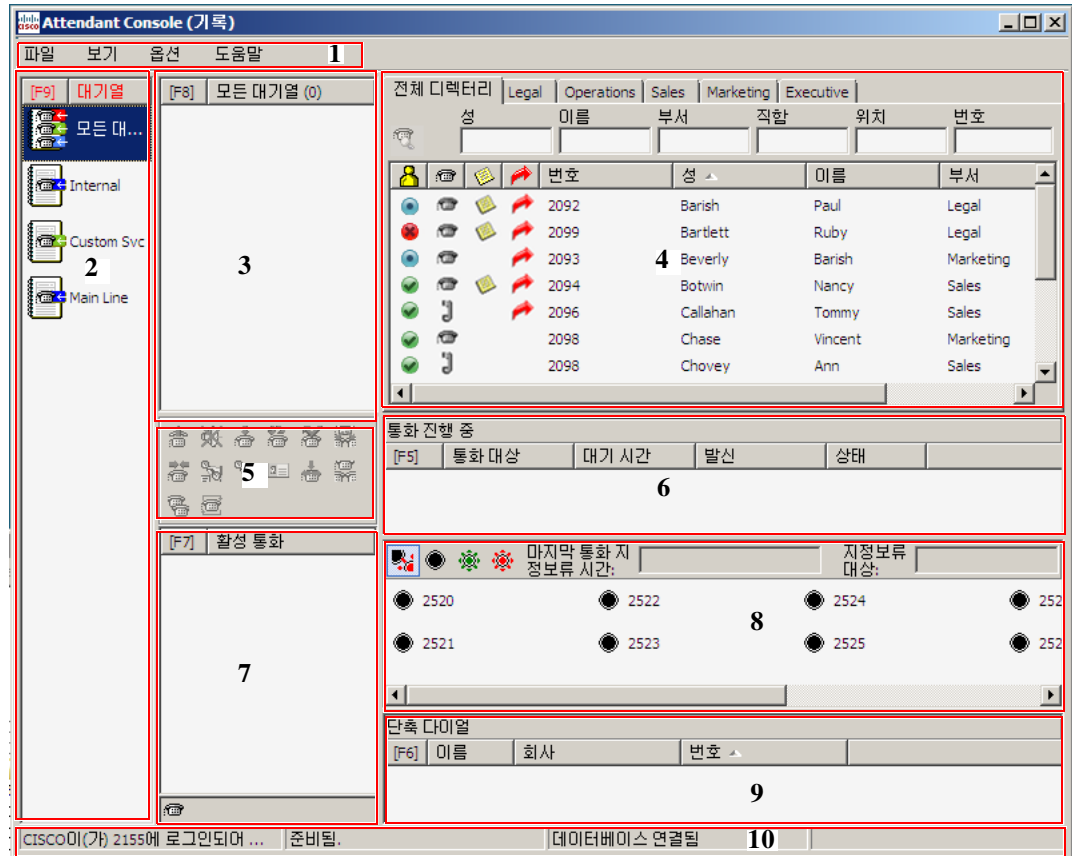 cisco Attendant Console (기록)
파일 보기 옵션 도움말 1
[F9] 대기열
모든 대...
Internal
Custom Svc
2
Main Line
[F8] 모든 대기열 (0)
3
전체 디렉터리 Legal Operations Sales Marketing Executive
성 이름 부서 직함 위치 번호
번호 성 이름 부서
2092 Barish Paul Legal
2099 Bartlett Ruby Legal
2093 4 Beverly Barish Marketing
2094 Botwin Nancy Sales
2096 Callahan Tommy Sales
2098 Chase Vincent Marketing
2098 Chovey Ann Sales
5
통화 진행 중
[F5] 통화 대상 대기 시간 발신 상태
6
[F7] 활성 통화
7
마지막 통화 지
정보류 시간:
지정보류
대상:
2520 2522 2524 252
8
2521 2523 2525 252
단축 다이얼
[F6] 이름 회사 번호
9
CISCO이(가) 2155에 로그인되어 ... 준비됨. 데이터베이스 연결됨 10